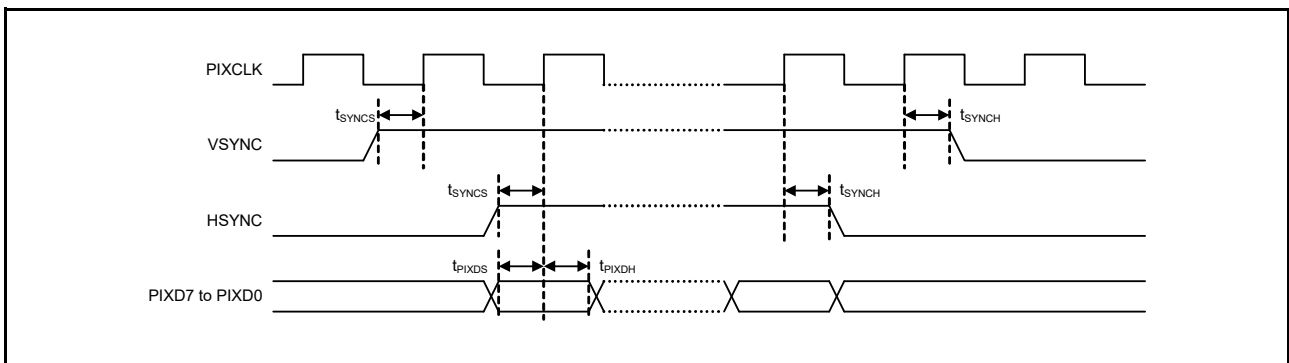 PIXCLK
tSYNCS tSYNCH
VSYNC
tSYNCS tSYNCH
HSYNC
tPIXDS tPIXDH
PIXD7 to PIXD0